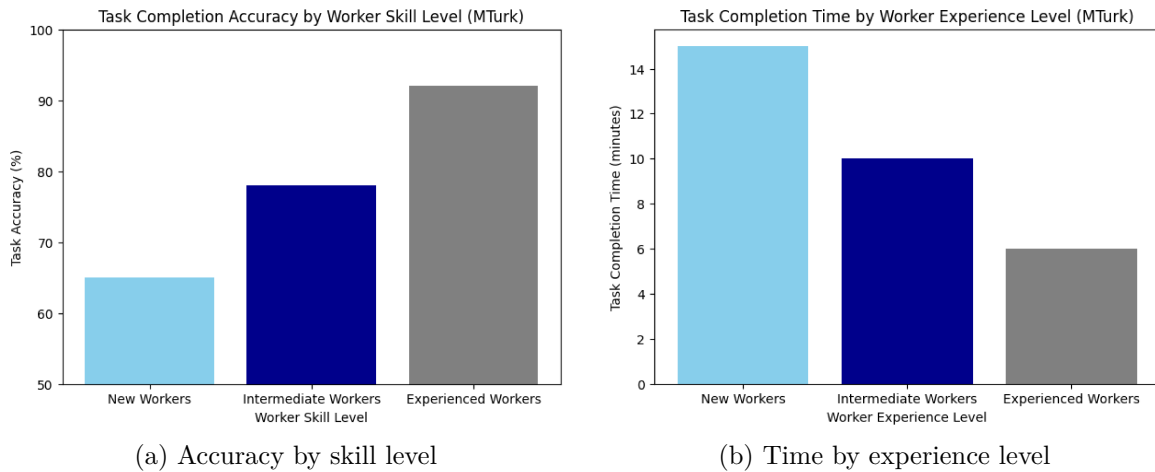 Task Completion Accuracy by Worker Skill Level (MTurk)
100
90
80
70
60
50
Task Accuracy (%)
New Workers
Intermediate Workers
Experienced Workers
Worker Skill Level
(a) Accuracy by skill level
Task Completion Time by Worker Experience Level (MTurk)
14
12
10
8
6
4
2
0
Task Completion Time (minutes)
New Workers
Intermediate Workers
Experienced Workers
Worker Experience Level
(b) Time by experience level